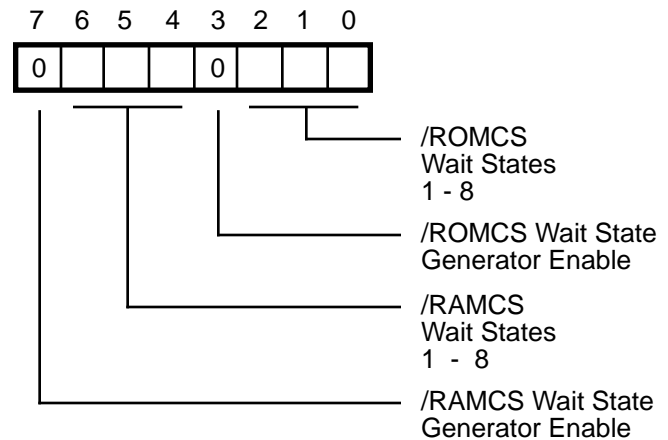 7 6 5 4 3 2 1 0
0 0
/ROMCS
Wait States
1 - 8
/ROMCS Wait State
Generator Enable
/RAMCS
Wait States
1 - 8
/RAMCS Wait State
Generator Enable